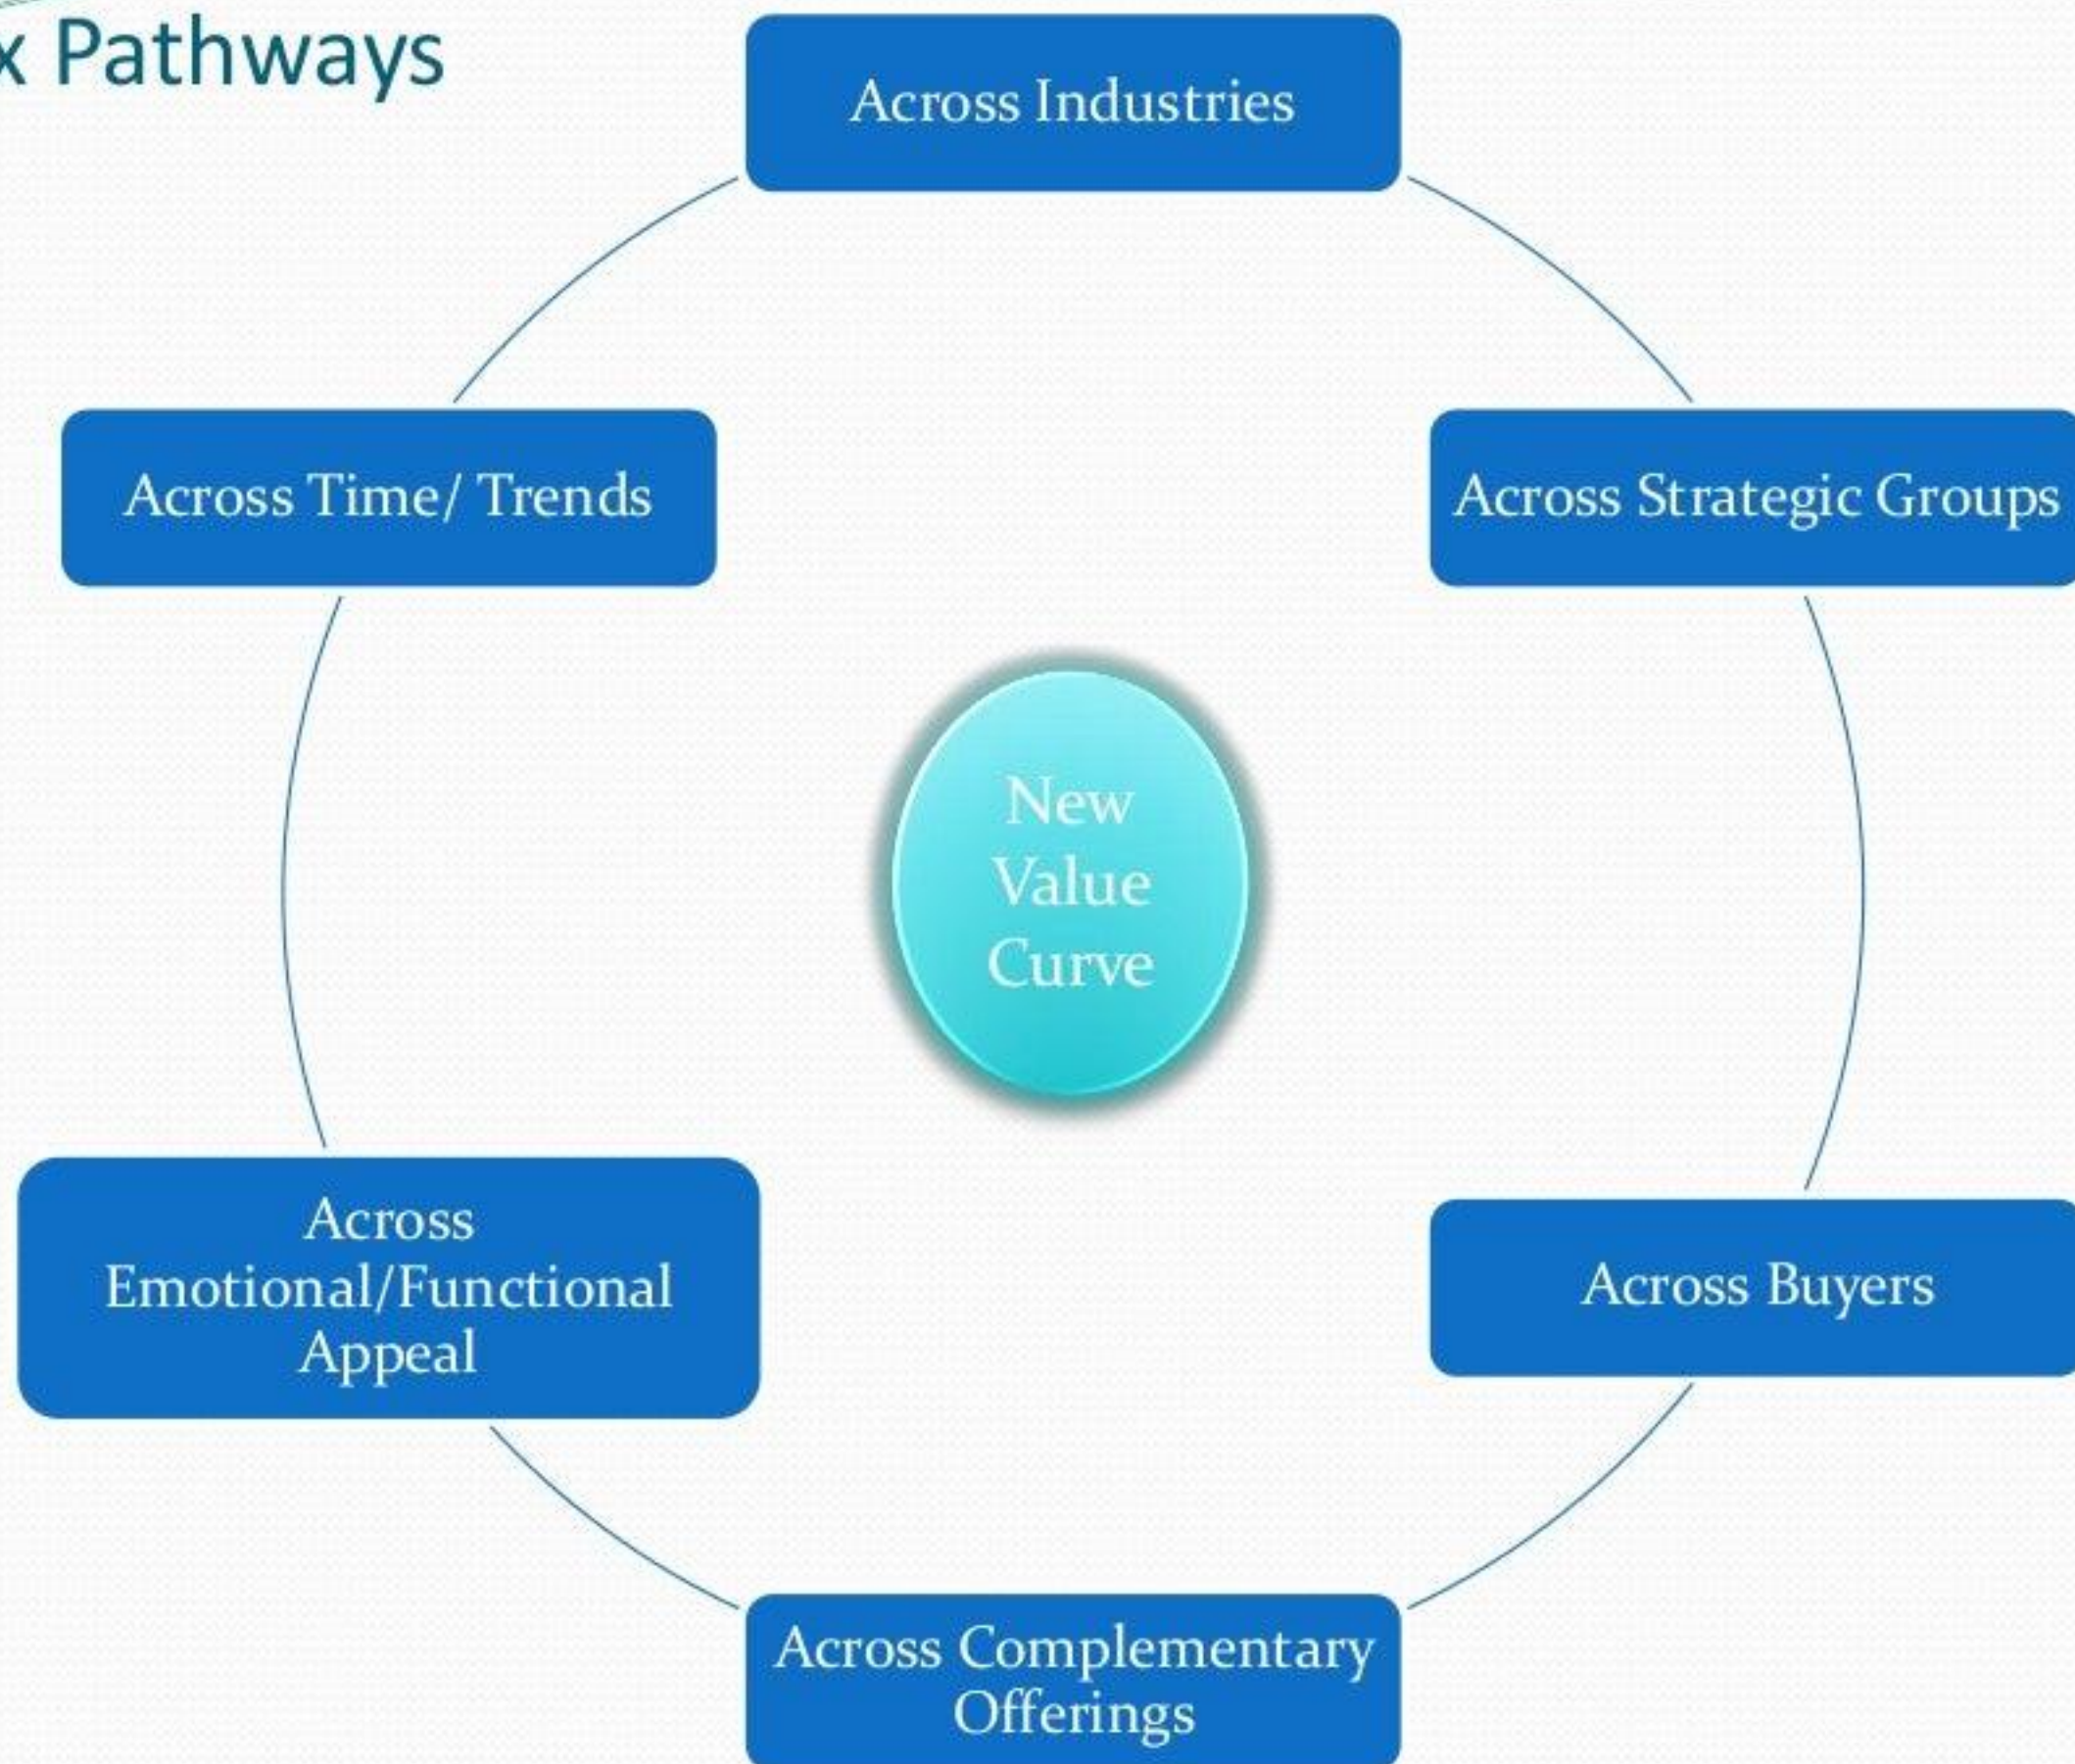 x Pathways
Across Industries
Across Time/ Trends
Across Strategic Groups
New
Value
Curve
Across
Emotional/Functional
Appeal
Across Buyers
Across Complementary
Offerings